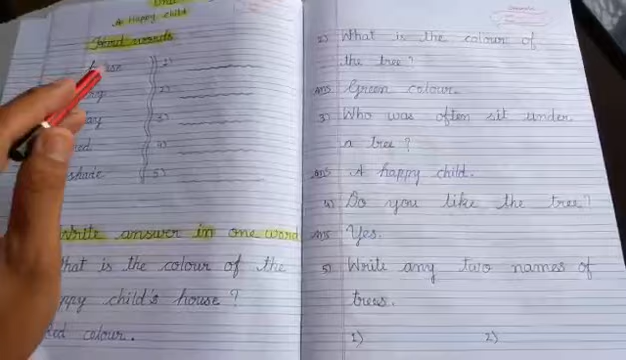 A Happy child
Hard words
1)
2)
3)
4)
shade 5)
Write answer in one word
What is the colour of the
happy child's house?
Red colour.
2) What is the colour of
the tree?
Ans Green colour.
3) Who was often sit under
a tree?
Ans A happy child.
4) Do you like the tree?
Ans Yes.
5) Write any two names of
trees.
1) 2)